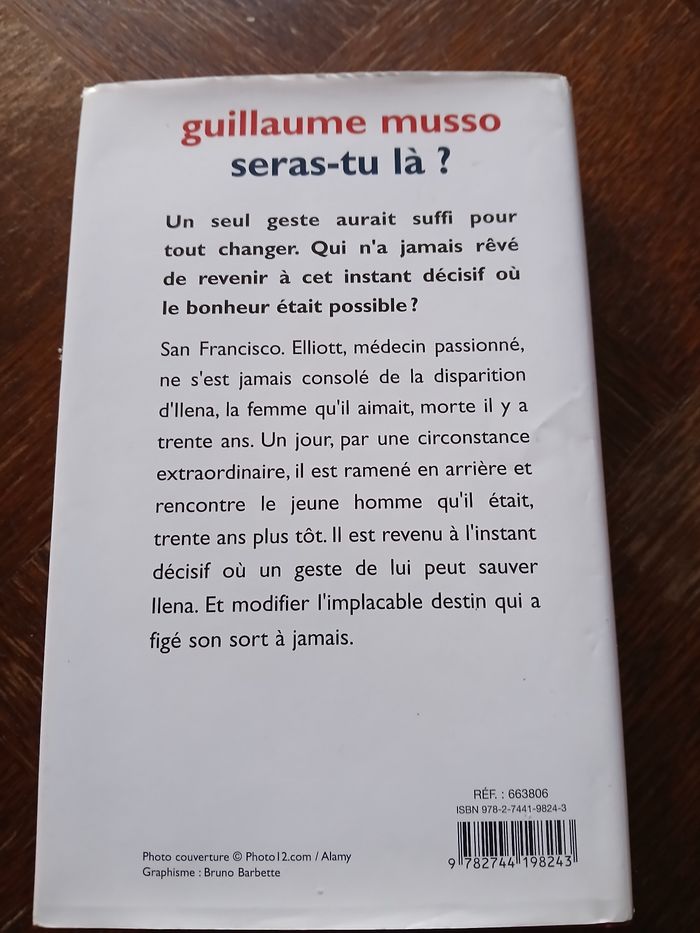 guillaume musso
seras-tu là ?
Un seul geste aurait suffi pour
tout changer. Qui n'a jamais rêvé
de revenir à cet instant décisif où
le bonheur était possible ?
San Francisco. Elliott, médecin passionné,
ne s'est jamais consolé de la disparition
d'Ilena, la femme qu'il aimait, morte il y a
trente ans. Un jour, par une circonstance
extraordinaire, il est ramené en arrière et
rencontre le jeune homme qu'il était,
trente ans plus tôt. Il est revenu à l'instant
décisif où un geste de lui peut sauver
Ilena. Et modifier l'implacable destin qui a
figé son sort à jamais.
RÉF. : 663806
ISBN 978-2-7441-9824-3
9 782744 198243
Photo couverture © Photo12.com / Alamy
Graphisme : Bruno Barbette